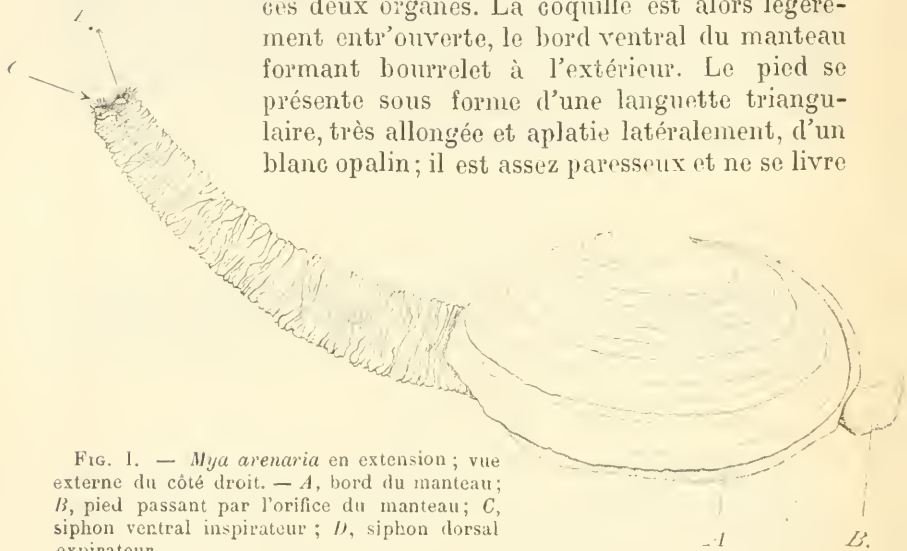 ces deux organes. La coquille est alors légère-
ment entr'ouverte, le bord ventral du manteau
formant bourrelet à l'extérieur. Le pied se
présente sous forme d'une languette triangu-
laire, très allongée et aplatie latéralement, d'un
blanc opalin ; il est assez paresseux et ne se livre
C
FIG. 1. — Mya arenaria en extension ; vue
externe du côté droit. — A, bord du manteau ;
B, pied passant par l'orifice du manteau ; C,
siphon ventral inspirateur ; D, siphon dorsal
expirateur
A
B.